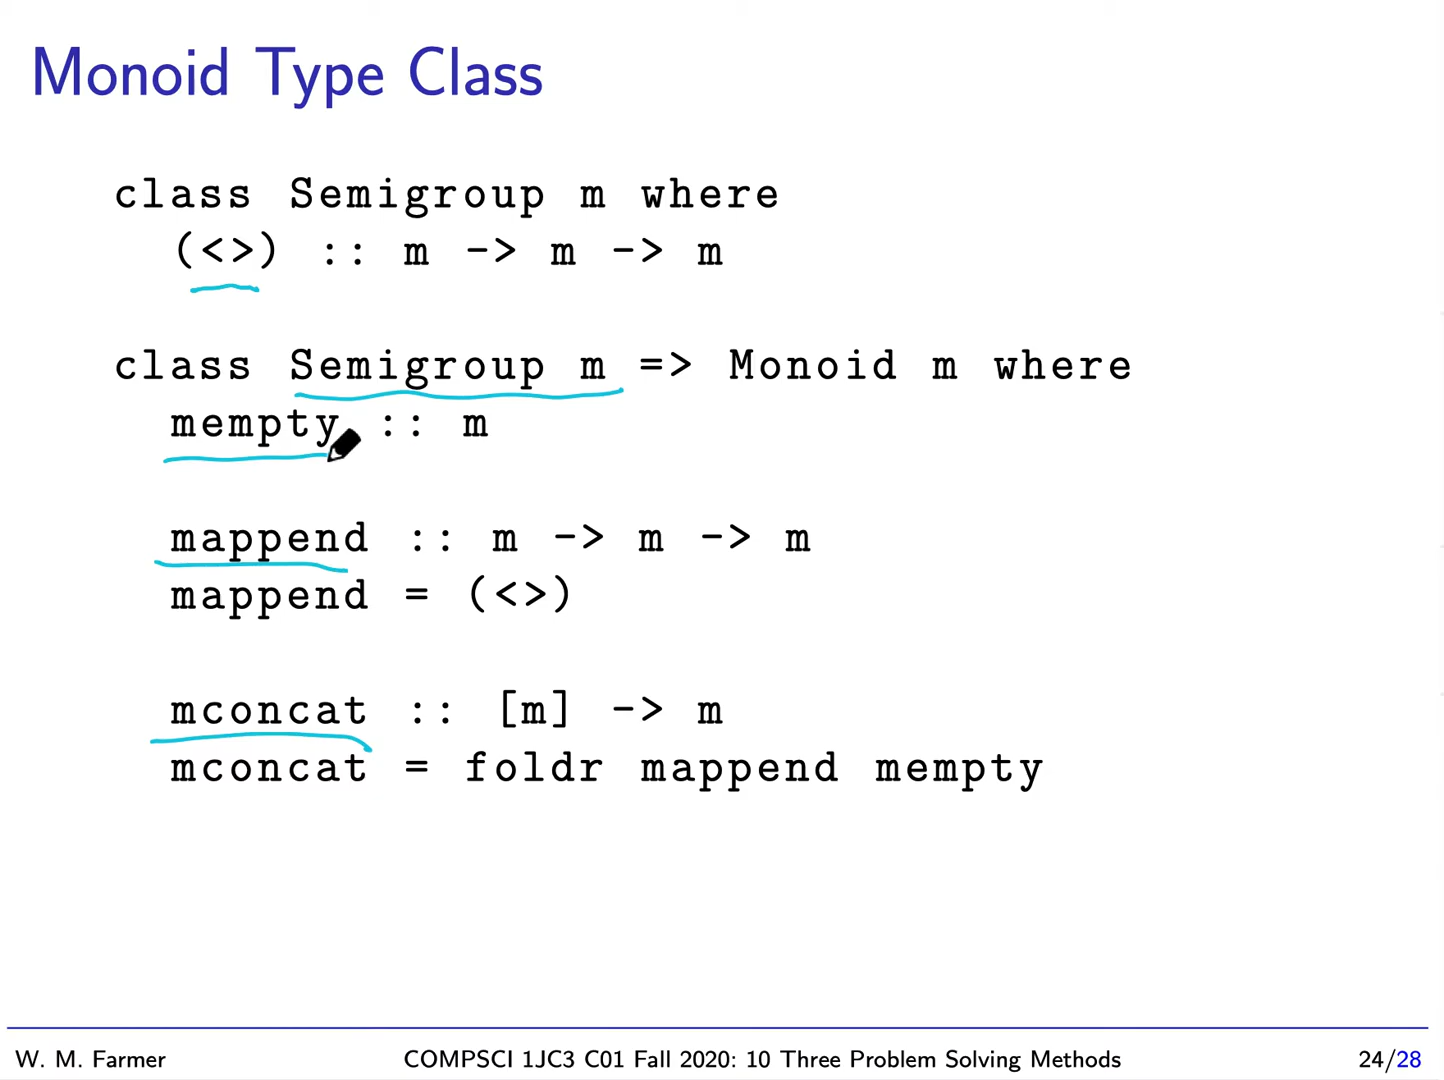 Monoid Type Class
class Semigroup m where
(<>) :: m -> m -> m
class Semigroup m => Monoid m where
mempty :: m
mappend :: m -> m -> m
mappend = (<>)
mconcat :: [m] -> m
mconcat = foldr mappend mempty
W. M. Farmer COMPSCI 1JC3 C01 Fall 2020: 10 Three Problem Solving Methods 24/28